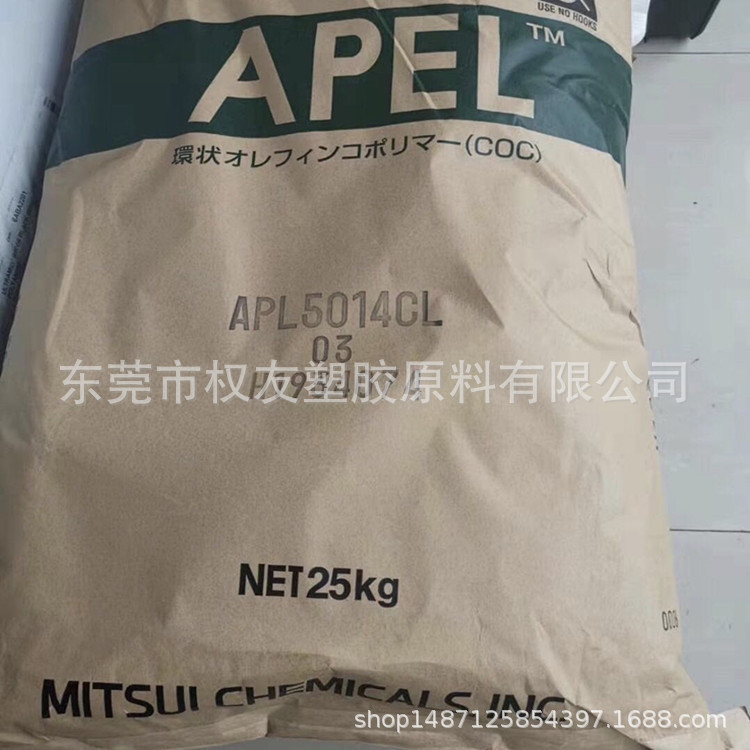 USE NO HOOKS
APEL™
環状オレフィンコポリマー(COC)
APL5014CL
03
东莞市权友塑胶原料有限公司
NET25kg
MITSUI CHEMICALS, INC.
shop1487125854397.1688.com